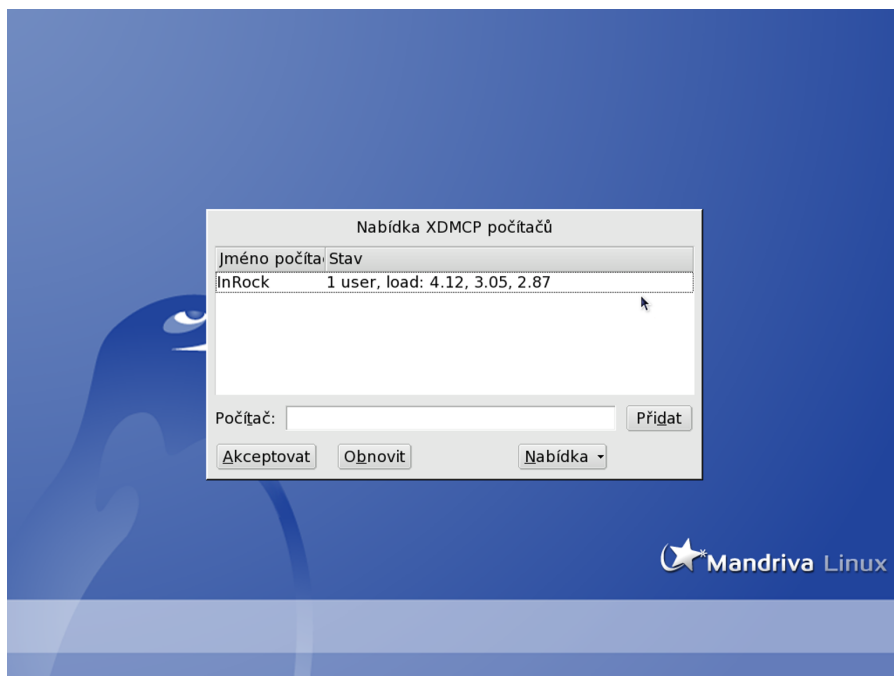 Nabídka XDMCP počítačů
Jméno počíta Stav
InRock 1 user, load: 4.12, 3.05, 2.87
Počítač: Přidat
Akceptovat Obnovit Nabídka
Mandriva Linux